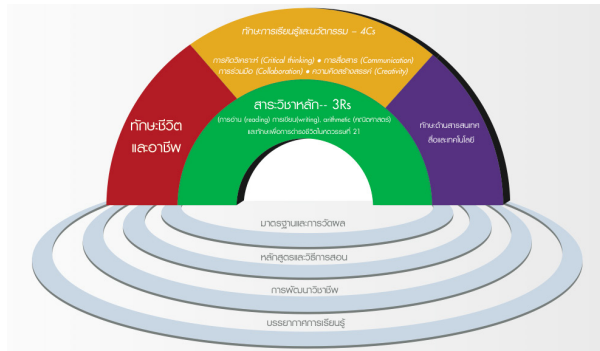 ทักษะการเรียนรู้และนวัตกรรม – 4Cs
การคิดวิเคราะห์ (Critical thinking) • การสื่อสาร (Communication)
การร่วมมือ (Collaboration) • ความคิดสร้างสรรค์ (Creativity)
สาระวิชาหลัก-- 3Rs
(การอ่าน (reading) การเขียน(writing), arithmetic (คณิตศาสตร์)
และทักษะเพื่อการดำรงชีวิตในศตวรรษที่ 21
ทักษะชีวิต
และอาชีพ
ทักษะด้านสารสนเทศ
สื่อและเทคโนโลยี
มาตรฐานและการวัดผล
หลักสูตรและวิธีการสอน
การพัฒนาวิชาชีพ
บรรยากาศการเรียนรู้